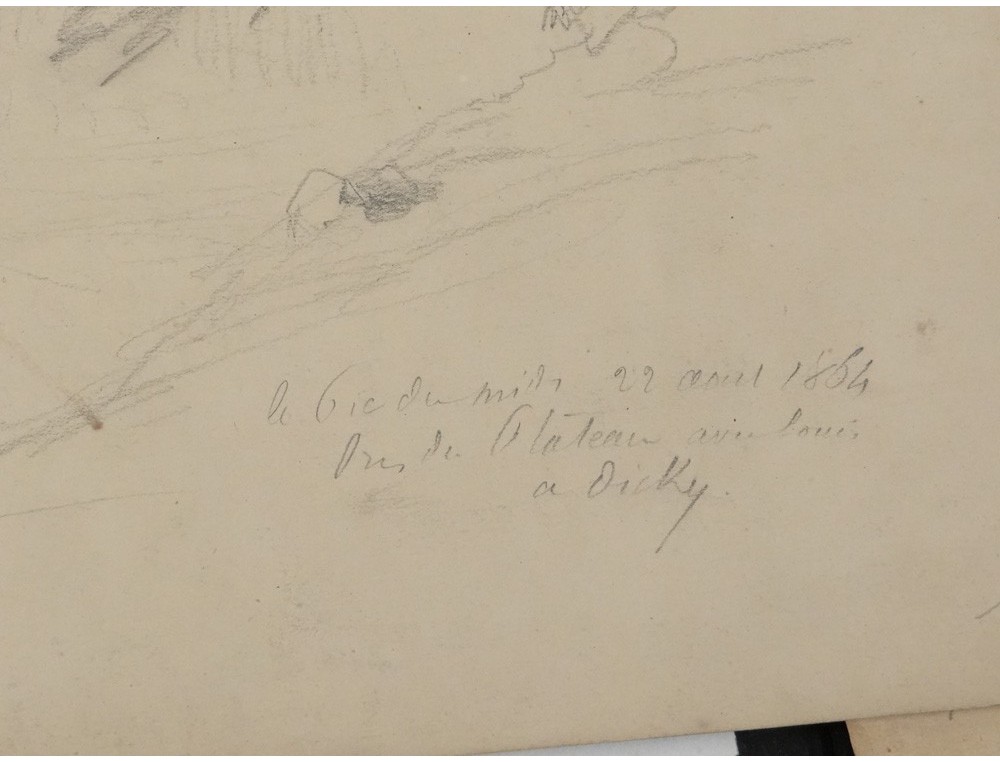 le Pic du midi 22 aout 1864
Pris du Plateau avec Louis
a Dicky.